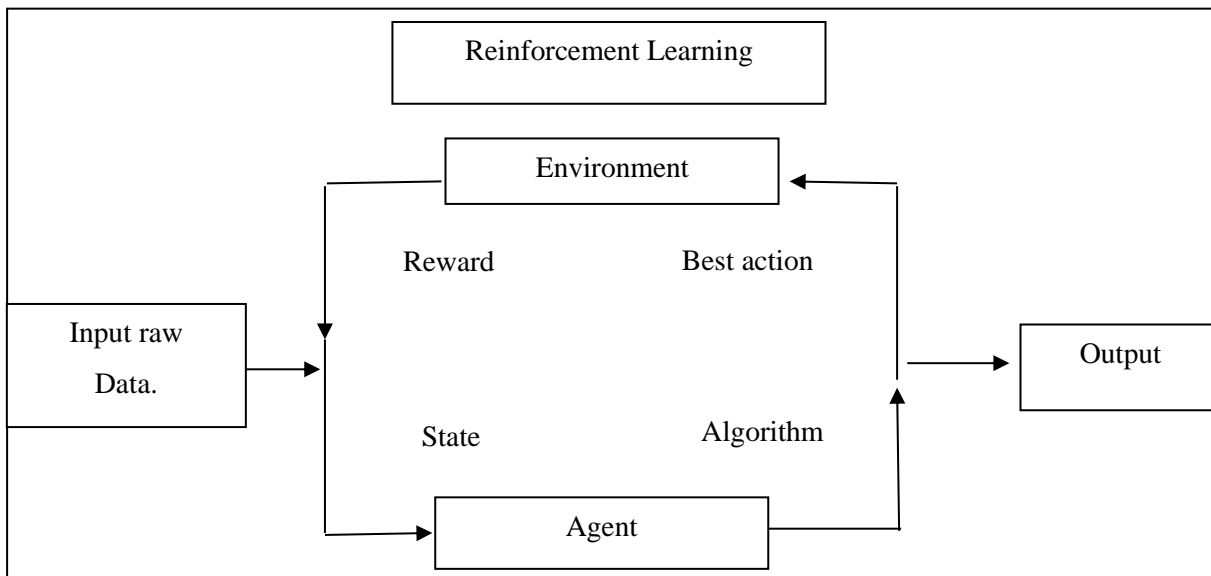 Reinforcement Learning
Environment
Reward
Best action
Input raw
Data.
Output
State
Algorithm
Agent